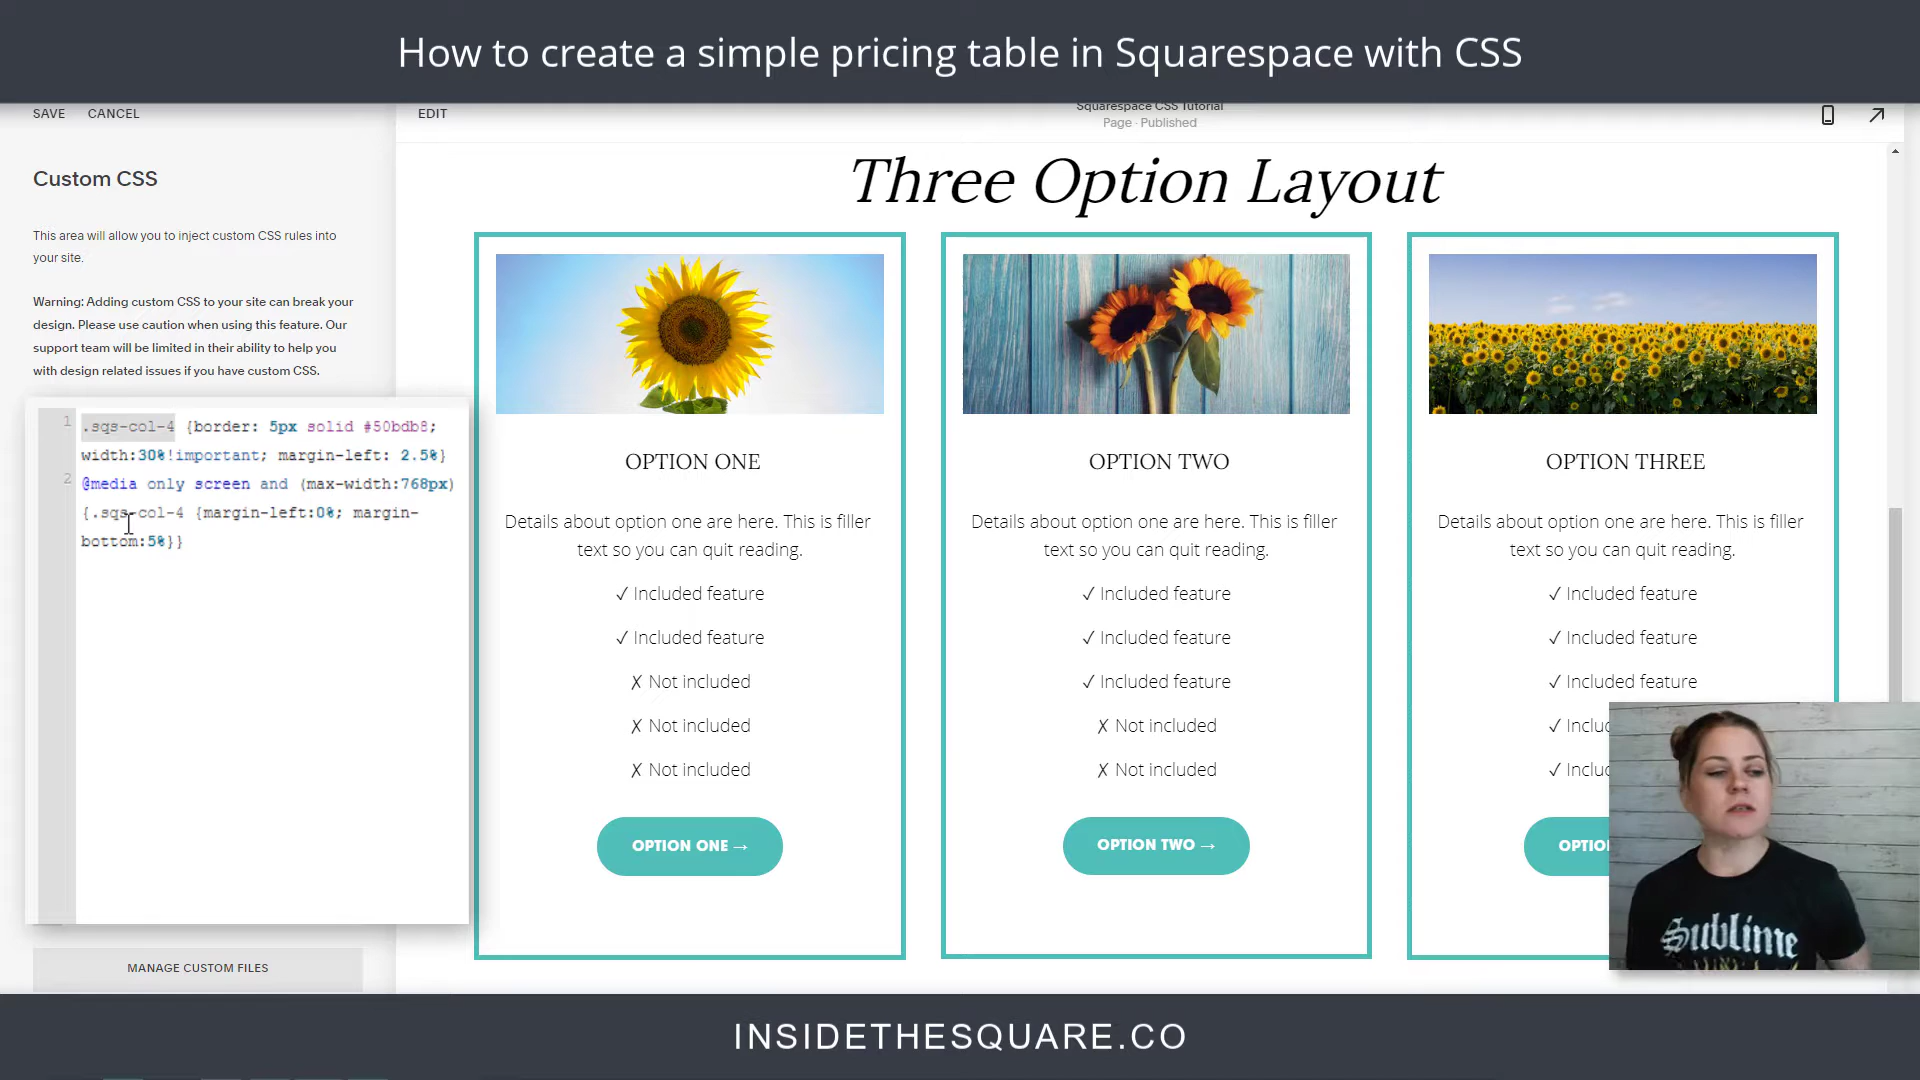 How to create a simple pricing table in Squarespace with CSS
SAVE CANCEL
EDIT
Squarespace CSS Tutorial
Page · Published
Custom CSS
This area will allow you to inject custom CSS rules into
your site.
Warning: Adding custom CSS to your site can break your
design. Please use caution when using this feature. Our
support team will be limited in their ability to help you
with design related issues if you have custom CSS.
1 .sqs-col-4 {border: 5px solid #50bdb8;
width:30%!important; margin-left: 2.5%}
2 @media only screen and (max-width:768px)
{.sqs-col-4 {margin-left:0%; margin-
bottom:5%}}
MANAGE CUSTOM FILES
Three Option Layout
OPTION ONE
Details about option one are here. This is filler
text so you can quit reading.
✓ Included feature
✓ Included feature
✗ Not included
✗ Not included
✗ Not included
OPTION ONE →
OPTION TWO
Details about option one are here. This is filler
text so you can quit reading.
✓ Included feature
✓ Included feature
✓ Included feature
✗ Not included
✗ Not included
OPTION TWO →
OPTION THREE
Details about option one are here. This is filler
text so you can quit reading.
✓ Included feature
✓ Included feature
✓ Included feature
✓ Inclu
✓ Inclu
OPTIO
Sublime
INSIDETHESQUARE.CO